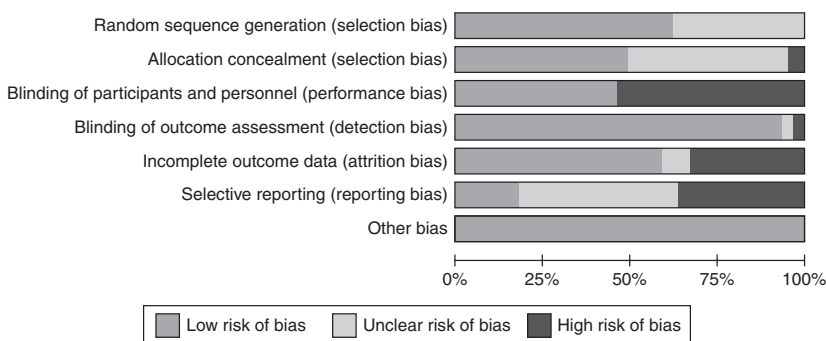 Random sequence generation (selection bias)
Allocation concealment (selection bias)
Blinding of participants and personnel (performance bias)
Blinding of outcome assessment (detection bias)
Incomplete outcome data (attrition bias)
Selective reporting (reporting bias)
Other bias
0% 25% 50% 75% 100%
Low risk of bias Unclear risk of bias High risk of bias